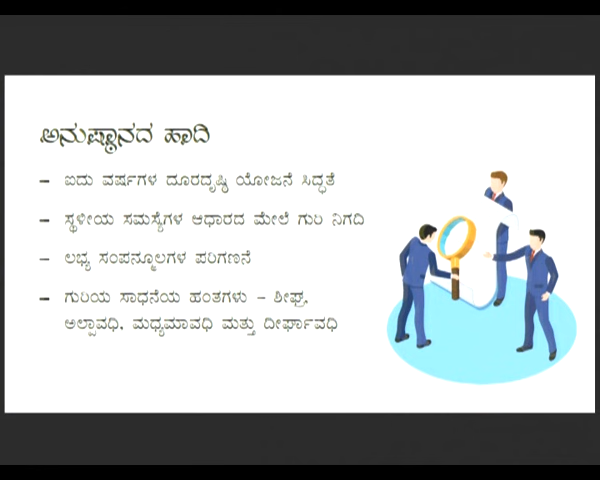 ಅನುಷ್ಠಾನದ ಹಾದಿ
– ಐದು ವರ್ಷಗಳ ದೂರದೃಷ್ಟಿ ಯೋಜನೆ ಸಿದ್ಧತೆ
– ಸ್ಥಳೀಯ ಸಮಸ್ಯೆಗಳ ಆಧಾರದ ಮೇಲೆ ಗುರಿ ನಿಗದಿ
– ಲಭ್ಯ ಸಂಪನ್ಮೂಲಗಳ ಪರಿಗಣನೆ
– ಗುರಿಯ ಸಾಧನೆಯ ಹಂತಗಳು – ಶೀಘ್ರ,
ಅಲ್ಪಾವಧಿ, ಮಧ್ಯಮಾವಧಿ ಮತ್ತು ದೀರ್ಘಾವಧಿ